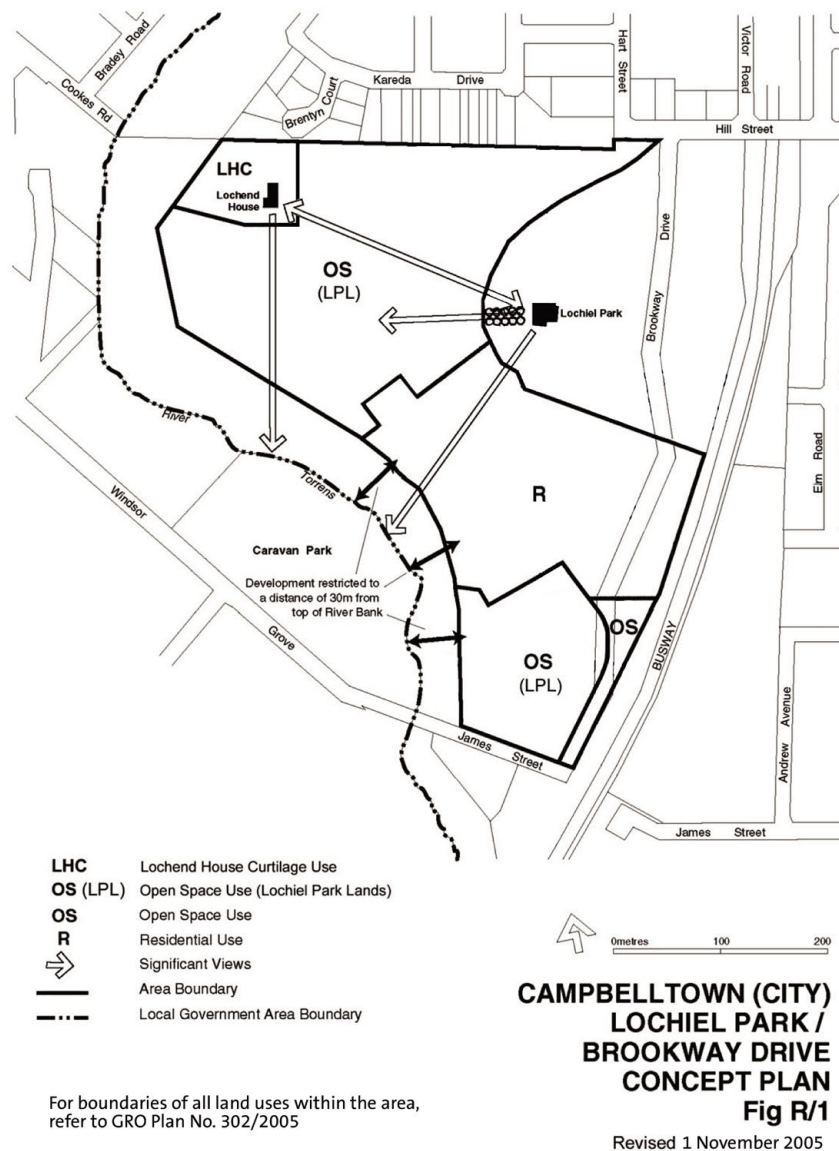 Bradey Road
Cookes Rd
Brentyn Court
Kareda Drive
Hart Street
Victor Road
Hill Street
LHC
Lochend
House
OS
(LPL)
Lochiel Park
Brookway Drive
River
Torrens
Windsor
Grove
Caravan Park
Development restricted to
a distance of 30m from
top of River Bank
R
Elm Road
OS
OS
(LPL)
BUSWAY
James Street
Andrew Avenue
James Street
LHC Lochend House Curtilage Use
OS (LPL) Open Space Use (Lochiel Park Lands)
OS Open Space Use
R Residential Use
Significant Views
Area Boundary
Local Government Area Boundary
0metres 100 200
CAMPBELLTOWN (CITY)
LOCHIEL PARK /
BROOKWAY DRIVE
CONCEPT PLAN
Fig R/1
Revised 1 November 2005
For boundaries of all land uses within the area,
refer to GRO Plan No. 302/2005